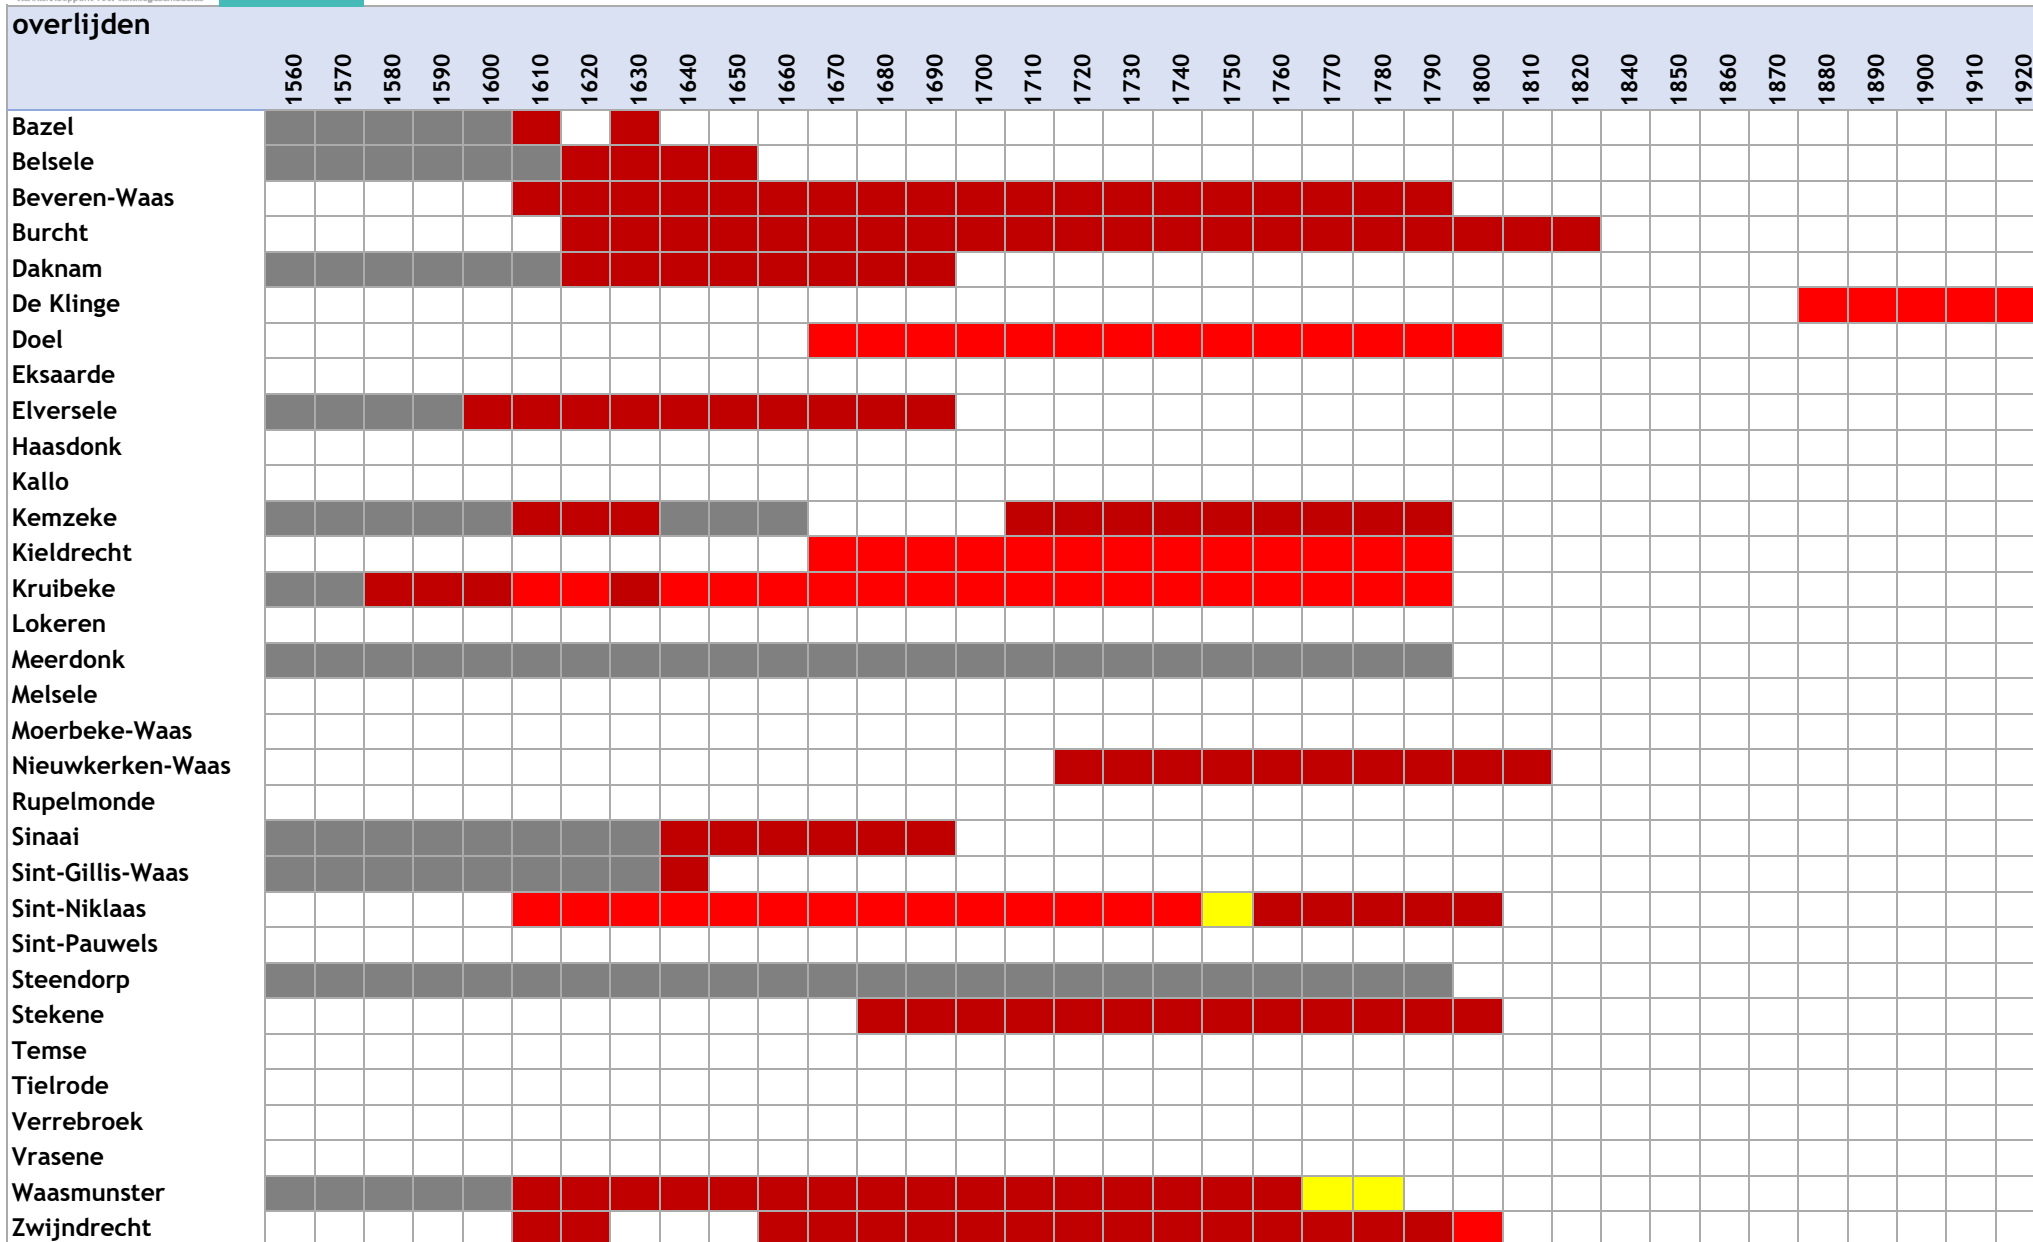 overlijden
1560 1570 1580 1590 1600 1610 1620 1630 1640 1650 1660 1670 1680 1690 1700 1710 1720 1730 1740 1750 1760 1770 1780 1790 1800 1810 1820 1840 1850 1860 1870 1880 1890 1900 1910 1920
Bazel
Belsele
Beveren-Waas
Burcht
Daknam
De Klinge
Doel
Eksaarde
Elversele
Haasdonk
Kallo
Kemzeke
Kieldrecht
Kruibeke
Lokeren
Meerdonk
Melsele
Moerbeke-Waas
Nieuwkerken-Waas
Rupelmonde
Sinaai
Sint-Gillis-Waas
Sint-Niklaas
Sint-Pauwels
Steendorp
Stekene
Temse
Tielrode
Verrebroek
Vrasene
Waasmunster
Zwijndrecht